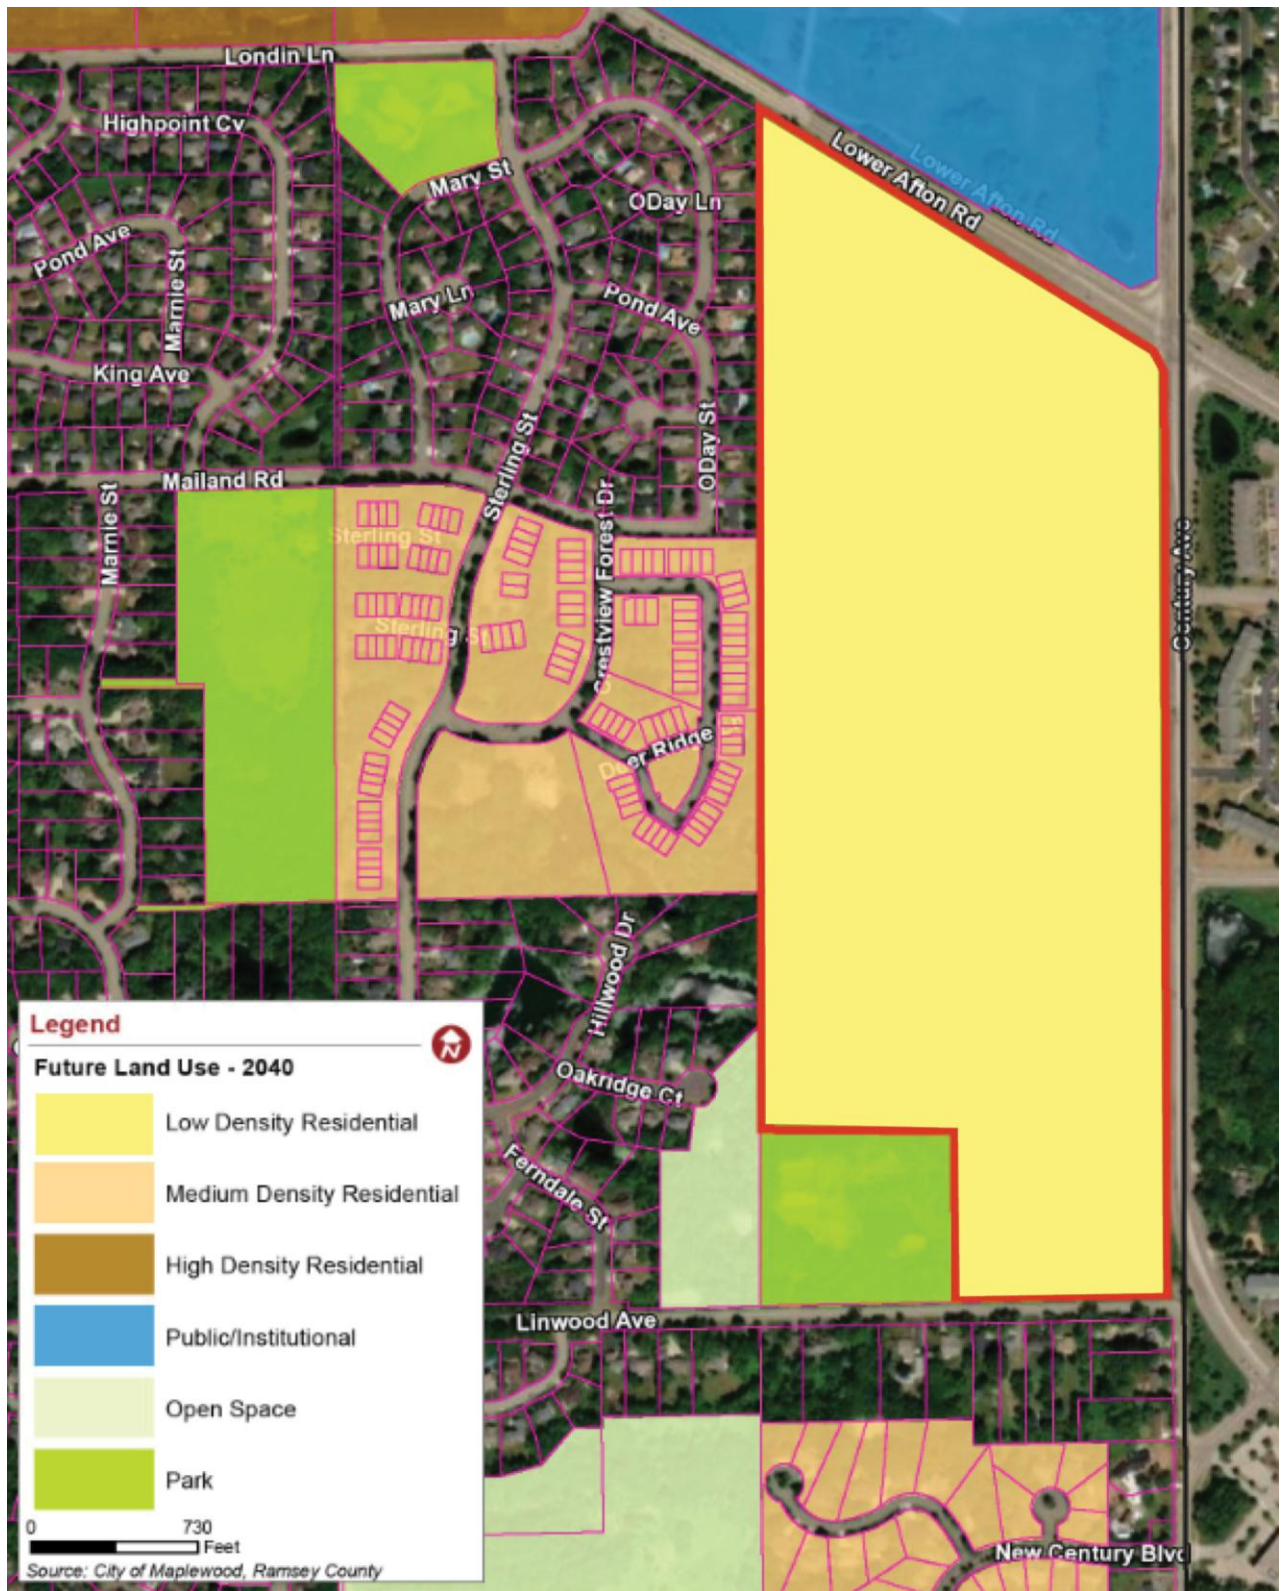 Londin Ln
Highpoint Cv
Mary St
Lower Afton Rd
Lower Afton Rd
ODay Ln
Pond Ave
Marnie St
Mary Ln
Pond Ave
King Ave
Sterling St
ODay St
Mailand Rd
Marnie St
Sterling St
Crestview Forest Dr
Century Ave
Sterling St
Deer Ridge
Hillwood Dr
Legend
N
Future Land Use - 2040
Oakridge Ct
Low Density Residential
Ferndale St
Medium Density Residential
High Density Residential
Linwood Ave
Public/Institutional
Open Space
Park
0 730
Feet
New Century Blvd
Source: City of Maplewood, Ramsey County